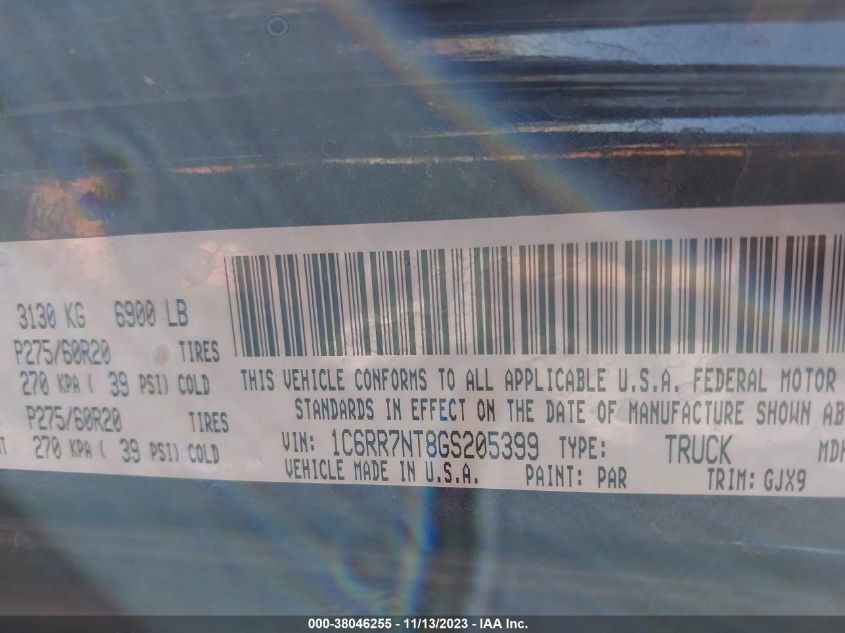 3130 KG 6900 LB
P275/60R20 TIRES
270 KPA ( 39 PSI) COLD
P275/60R20 TIRES
270 KPA ( 39 PSI) COLD
THIS VEHICLE CONFORMS TO ALL APPLICABLE U.S.A. FEDERAL MOTOR
STANDARDS IN EFFECT ON THE DATE OF MANUFACTURE SHOWN AB
VIN: 1C6RR7NT8GS205399 TYPE: TRUCK MDH
VEHICLE MADE IN U.S.A. PAINT: PAR TRIM: GJX9
000-38046255 - 11/13/2023 - IAA Inc.